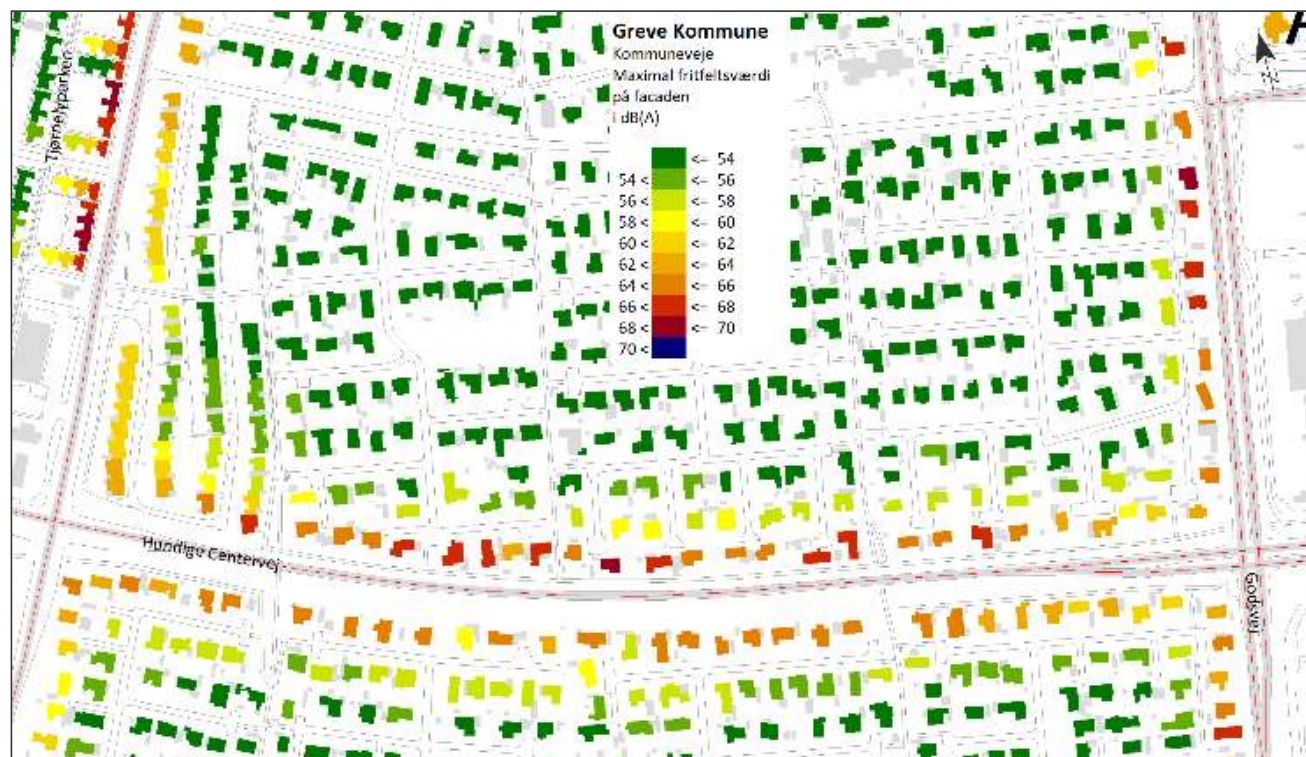 Greve Kommune
Kommuneveje
Maximal fritfeltsværdi
på facaden
i dB(A)
<= 54
54 < <= 56
56 < <= 58
58 < <= 60
60 < <= 62
62 < <= 64
64 < <= 66
66 < <= 68
68 < <= 70
70 <
Tjørnelyparken
Hundige Centervej
Godsvej